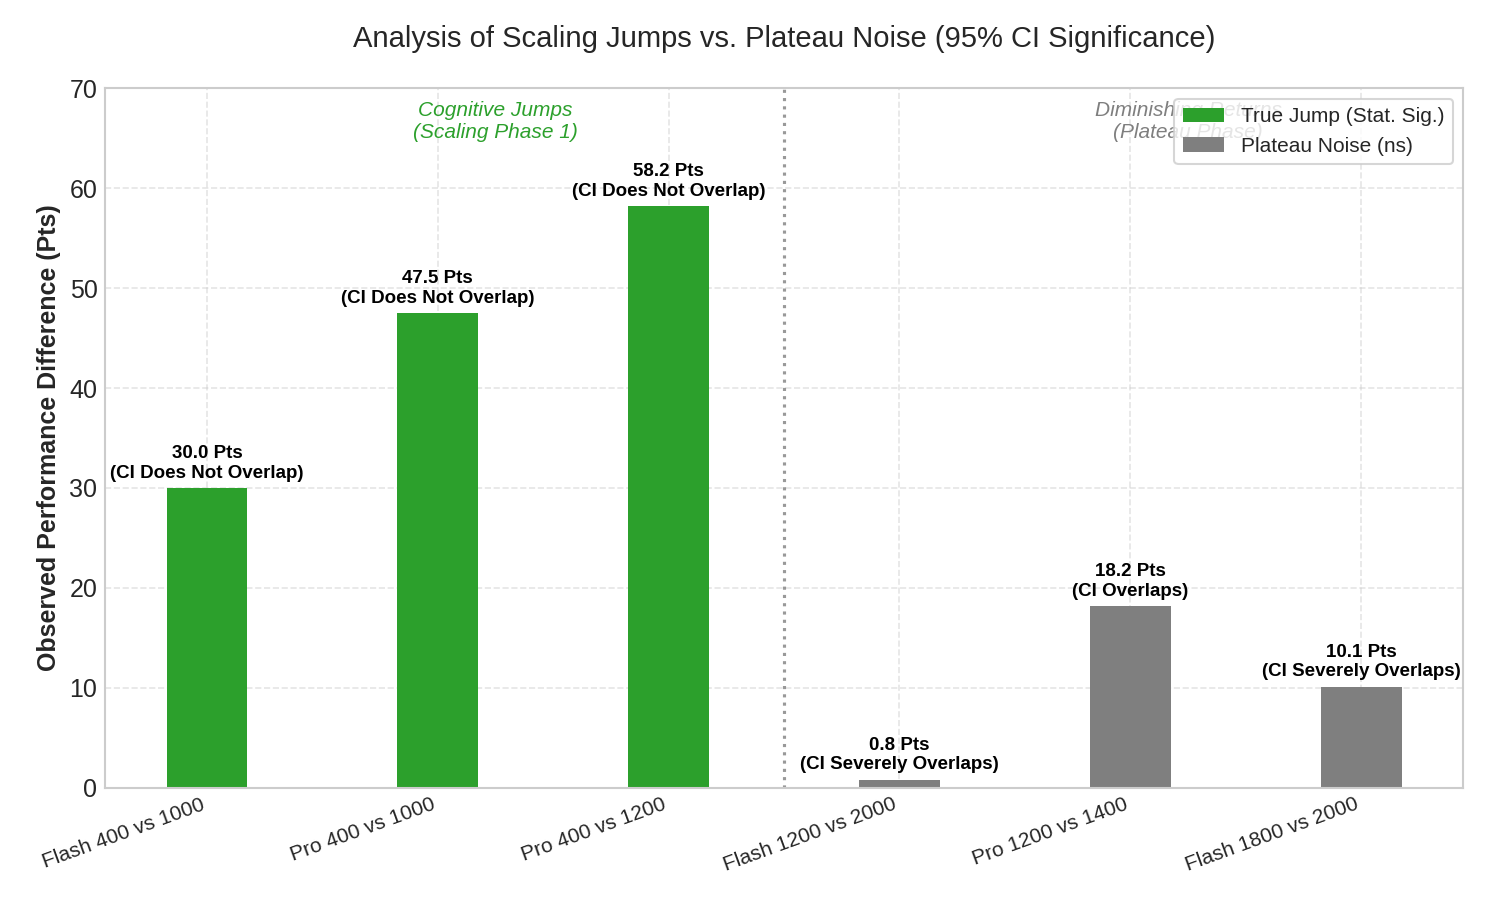 Analysis of Scaling Jumps vs. Plateau Noise (95% CI Significance)
Observed Performance Difference (Pts)
70
60
50
40
30
20
10
0
Cognitive Jumps
(Scaling Phase 1)
Diminishing Returns
(Plateau Phase)
True Jump (Stat. Sig.)
Plateau Noise (ns)
30.0 Pts
(CI Does Not Overlap)
47.5 Pts
(CI Does Not Overlap)
58.2 Pts
(CI Does Not Overlap)
0.8 Pts
(CI Severely Overlaps)
18.2 Pts
(CI Overlaps)
10.1 Pts
(CI Severely Overlaps)
Flash 400 vs 1000
Pro 400 vs 1000
Pro 400 vs 1200
Flash 1200 vs 2000
Pro 1200 vs 1400
Flash 1800 vs 2000